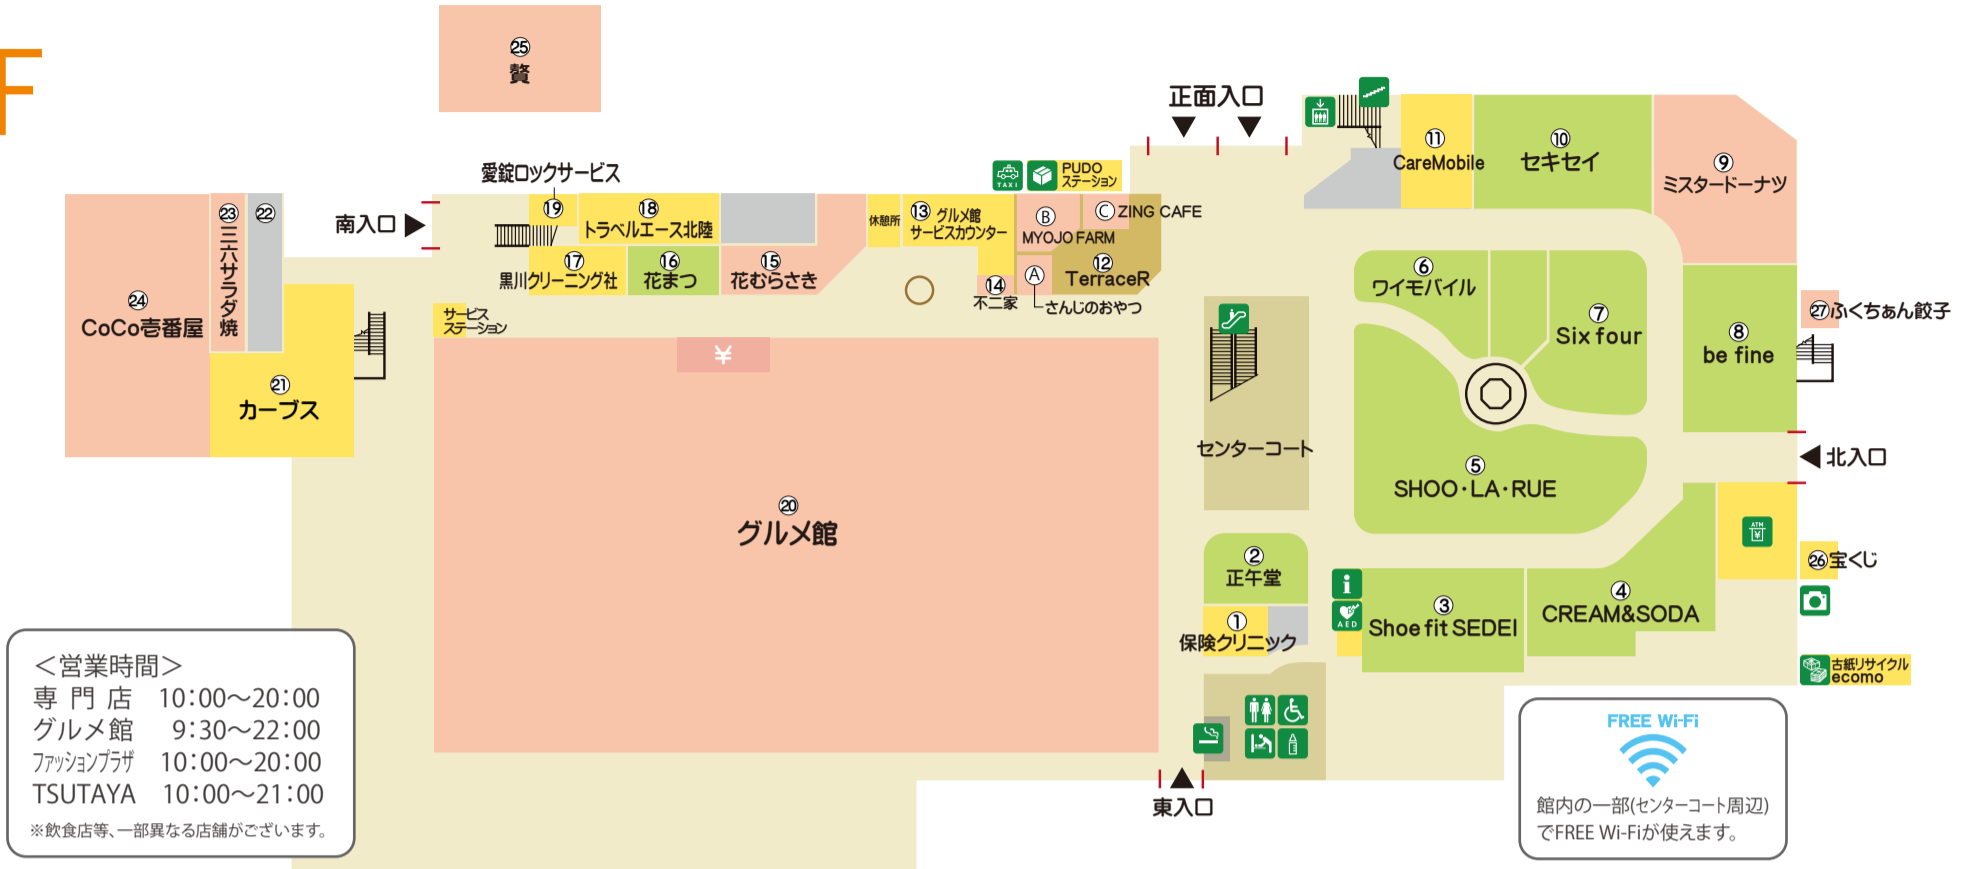 F
㉕
贅
正面入口
⑪
CareMobile
⑩
セキセイ
⑨
ミスタードーナツ
愛錠ロックサービス
TAXI
PUDO
ステーション
南入口
㉔
CoCo壱番屋
㉓
三六サラダ焼
㉒
㉑
カーブス
⑲
⑱
トラベルエース北陸
⑰
黒川クリーニング社
⑯
花まつ
⑮
花むらさき
休憩所
⑬ グルメ館
サービスカウンター
⑭
不二家
Ⓑ
MYOJO FARM
Ⓒ ZING CAFE
Ⓐ
さんじのおやつ
⑫
TerraceR
サービス
ステーション
¥
⑳
グルメ館
センターコート
⑥
ワイモバイル
⑦
Six four
⑧
be fine
㉗ ふくちぁん餃子
⑤
SHOO・LA・RUE
北入口
②
正午堂
①
保険クリニック
i
AED
③
Shoe fit SEDEI
④
CREAM&SODA
ATM
¥
㉖ 宝くじ
古紙リサイクル
ecomo
東入口
＜営業時間＞
専門店 10：00〜20：00
グルメ館 9：30〜22：00
ファッションプラザ 10：00〜20：00
TSUTAYA 10：00〜21：00
※飲食店等、一部異なる店舗がございます。
FREE Wi-Fi
館内の一部(センターコート周辺)
でFREE Wi-Fiが使えます。